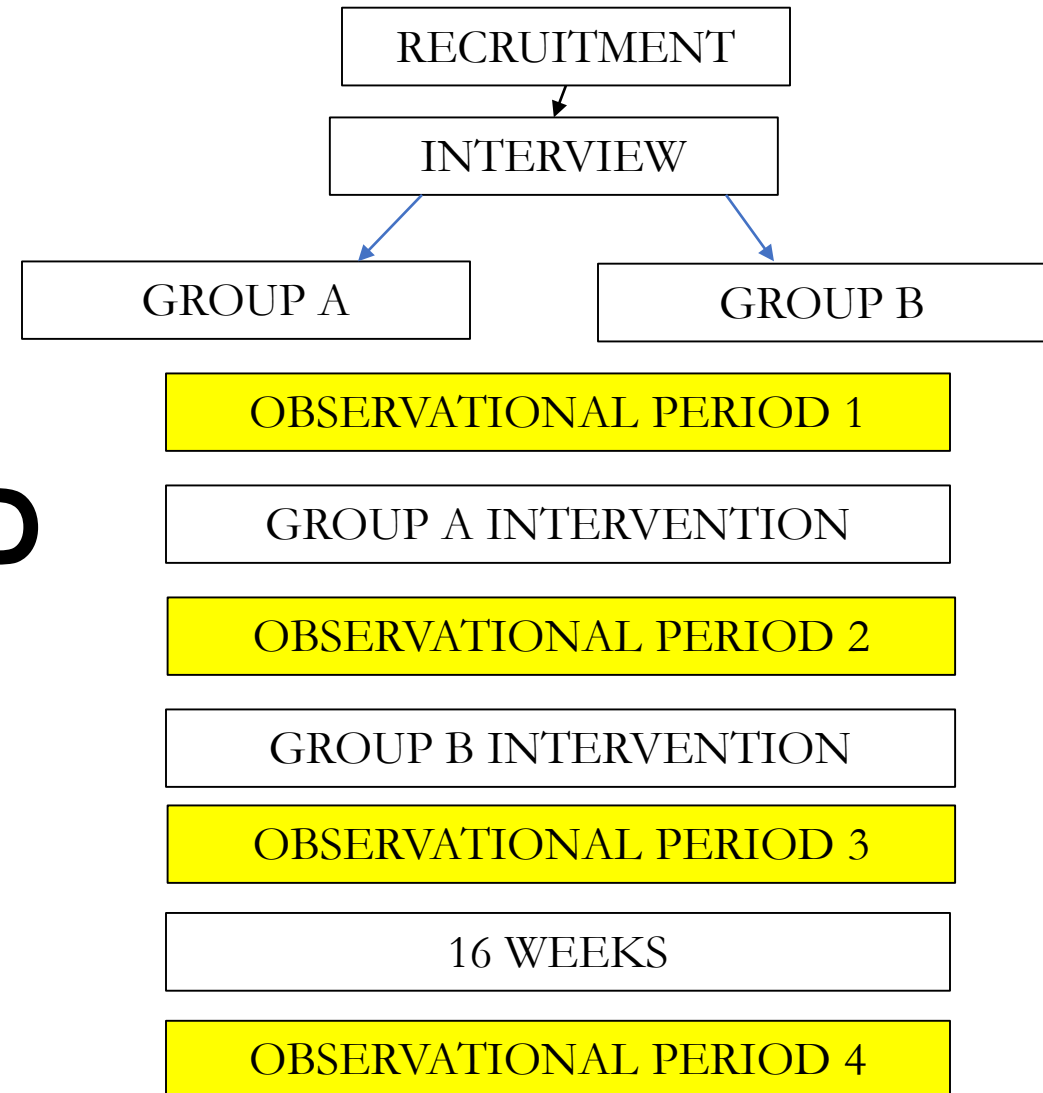 RECRUITMENT
INTERVIEW
GROUP A
GROUP B
OBSERVATIONAL PERIOD 1
GROUP A INTERVENTION
OBSERVATIONAL PERIOD 2
GROUP B INTERVENTION
OBSERVATIONAL PERIOD 3
16 WEEKS
OBSERVATIONAL PERIOD 4